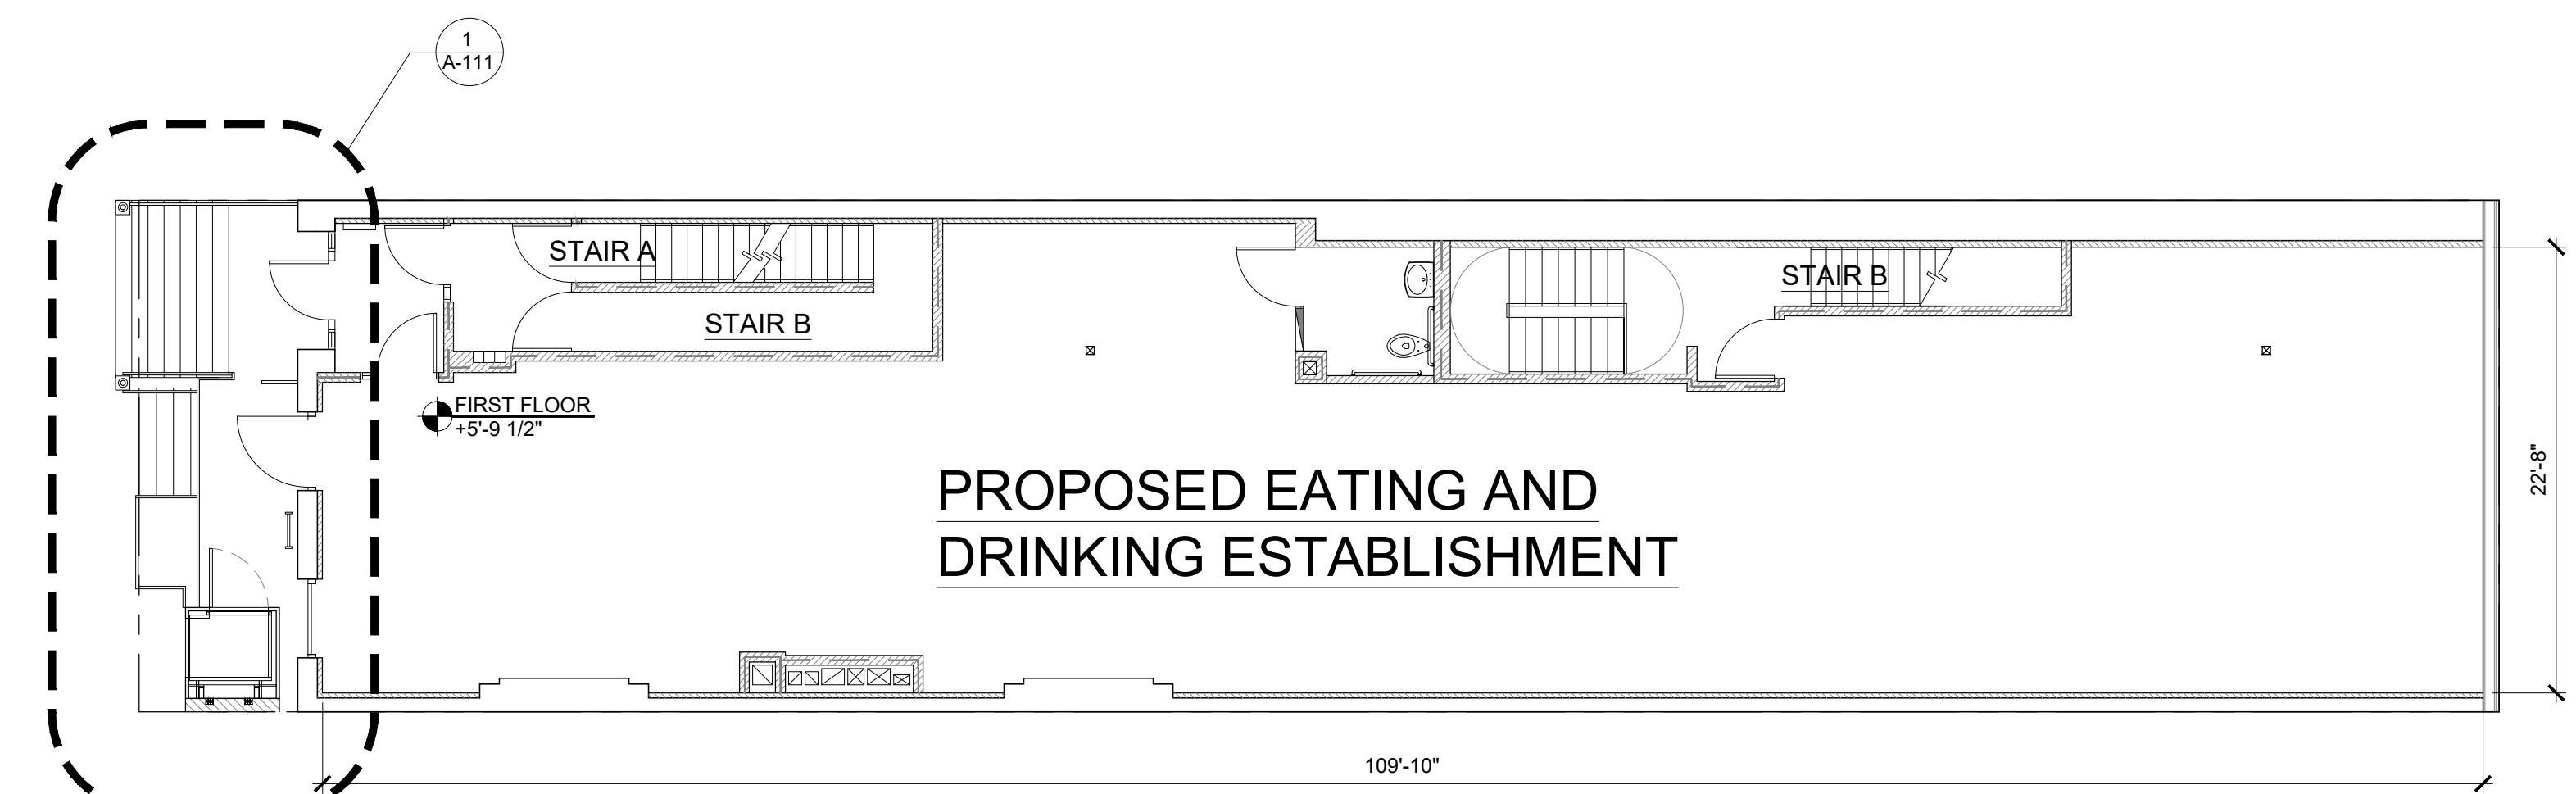 1
A-111
STAIR A
STAIR B
STAIR B
FIRST FLOOR
+5'-9 1/2"
PROPOSED EATING AND
DRINKING ESTABLISHMENT
22'-8"
109'-10"